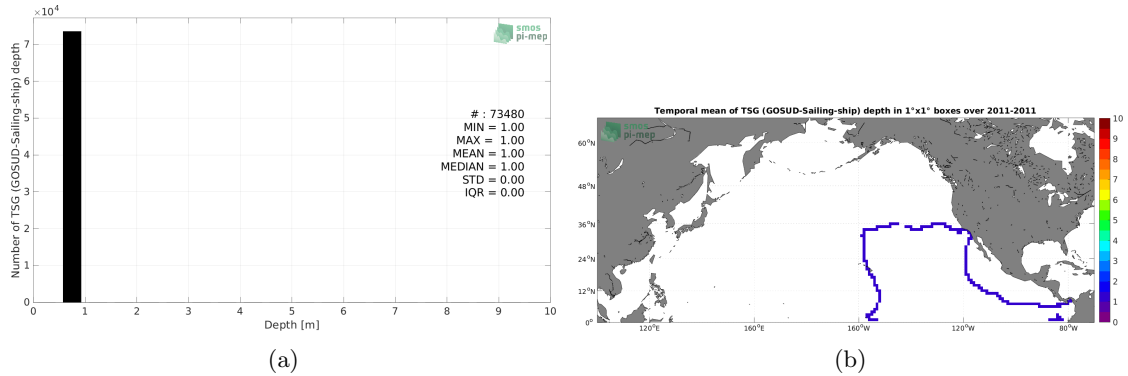 ×10⁴
smos
pi-mep
7
6
5
4
3
2
1
0
Number of TSG (GOSUD-Sailing-ship) depth
# : 73480
MIN = 1.00
MAX = 1.00
MEAN = 1.00
MEDIAN = 1.00
STD = 0.00
IQR = 0.00
0 1 2 3 4 5 6 7 8 9 10
Depth [m]
(a)
Temporal mean of TSG (GOSUD-Sailing-ship) depth in 1°x1° boxes over 2011-2011
smos
pi-mep
60°N
48°N
36°N
24°N
12°N
0°
120°E 160°E 160°W 120°W 80°W
10
9
8
7
6
5
4
3
2
1
0
(b)